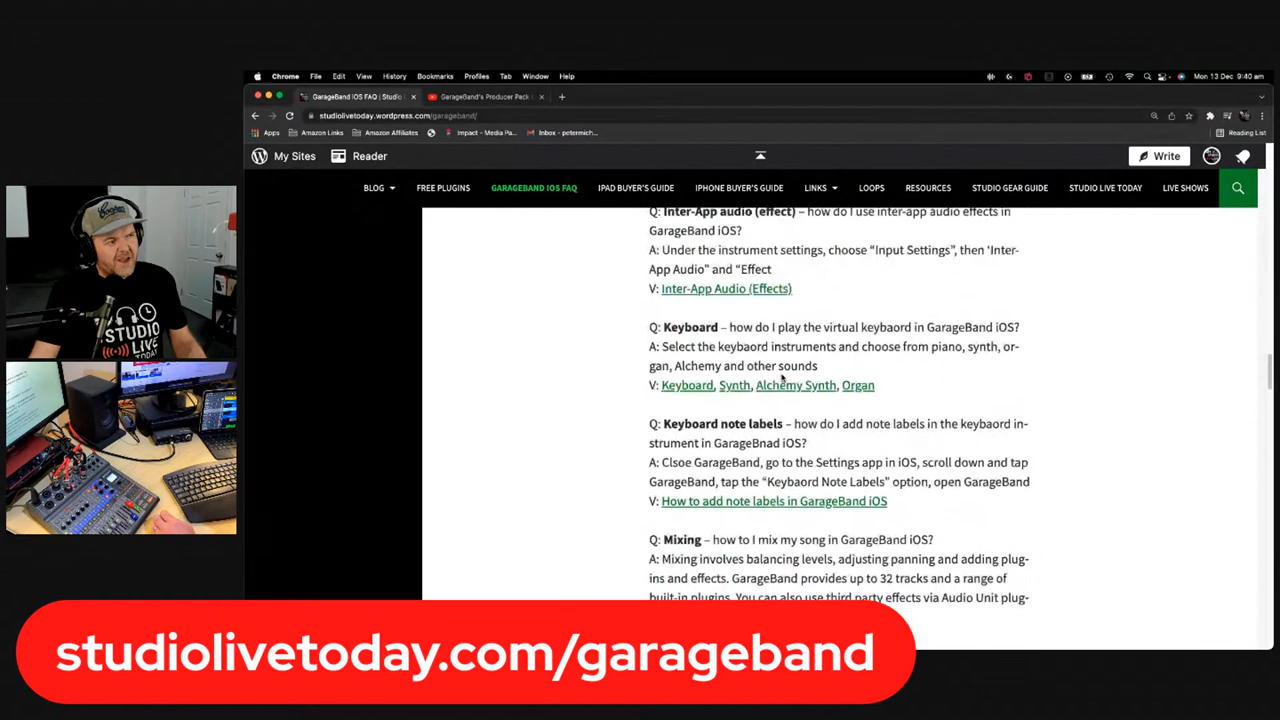 Chrome File Edit View History Bookmarks Profiles Tab Window Help
Mon 13 Dec 9:40 am
GarageBand iOS FAQ | Studio
GarageBand's Producer Pack
studiolivetoday.wordpress.com/garageband/
Apps Amazon Links Amazon Affiliates Impact - Media Pa... Inbox - petermich...
Reading List
My Sites Reader
Write
BLOG FREE PLUGINS GARAGEBAND IOS FAQ IPAD BUYER'S GUIDE IPHONE BUYER'S GUIDE LINKS LOOPS RESOURCES STUDIO GEAR GUIDE STUDIO LIVE TODAY LIVE SHOWS
Q: Inter-App audio (effect) – how do I use inter-app audio effects in
GarageBand iOS?
A: Under the instrument settings, choose “Input Settings”, then ‘Inter-
App Audio” and “Effect
V: Inter-App Audio (Effects)
Q: Keyboard – how do I play the virtual keybaord in GarageBand iOS?
A: Select the keybaord instruments and choose from piano, synth, or-
gan, Alchemy and other sounds
V: Keyboard, Synth, Alchemy Synth, Organ
Q: Keyboard note labels – how do I add note labels in the keybaord in-
strument in GarageBnad iOS?
A: Clsoe GarageBand, go to the Settings app in iOS, scroll down and tap
GarageBand, tap the “Keybaord Note Labels” option, open GarageBand
V: How to add note labels in GarageBand iOS
Q: Mixing – how to I mix my song in GarageBand iOS?
A: Mixing involves balancing levels, adjusting panning and adding plug-
ins and effects. GarageBand provides up to 32 tracks and a range of
built-in plugins. You can also use third party effects via Audio Unit plug-
STUDIO
LIVE
TODAY
studiolivetoday.com/garageband